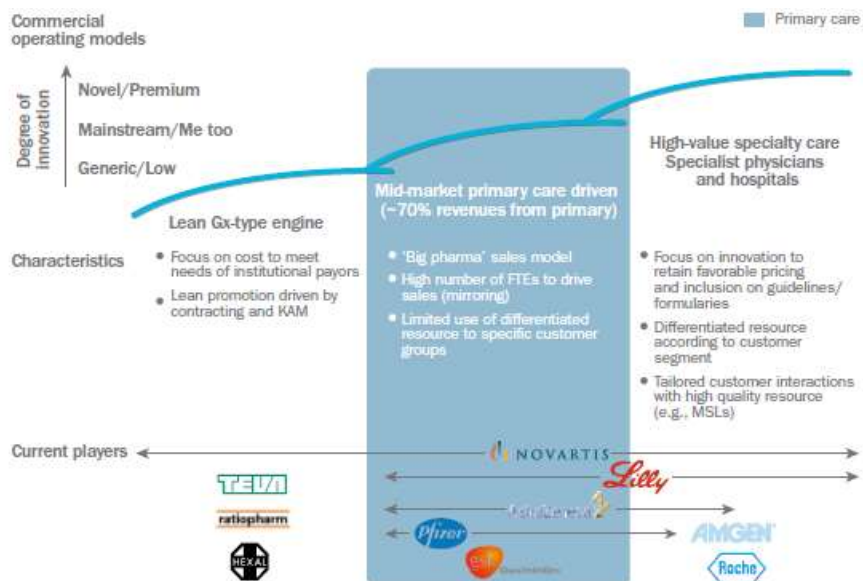 Commercial
operating models
Primary care
Degree of
innovation
Novel/Premium
Mainstream/Me too
Generic/Low
Lean Gx-type engine
Mid-market primary care driven
(~70% revenues from primary)
High-value specialty care
Specialist physicians
and hospitals
Characteristics
• Focus on cost to meet
needs of institutional payors
• Lean promotion driven by
contracting and KAM
• 'Big pharma' sales model
• High number of FTEs to drive
sales (mirroring)
• Limited use of differentiated
resource to specific customer
groups
• Focus on innovation to
retain favorable pricing
and inclusion on guidelines/
formularies
• Differentiated resource
according to customer
segment
• Tailored customer interactions
with high quality resource
(e.g., MSLs)
Current players
NOVARTIS
TEVA
Lilly
ratiopharm
AstraZeneca
Pfizer
AMGEN
HEXAL
gsk
Roche